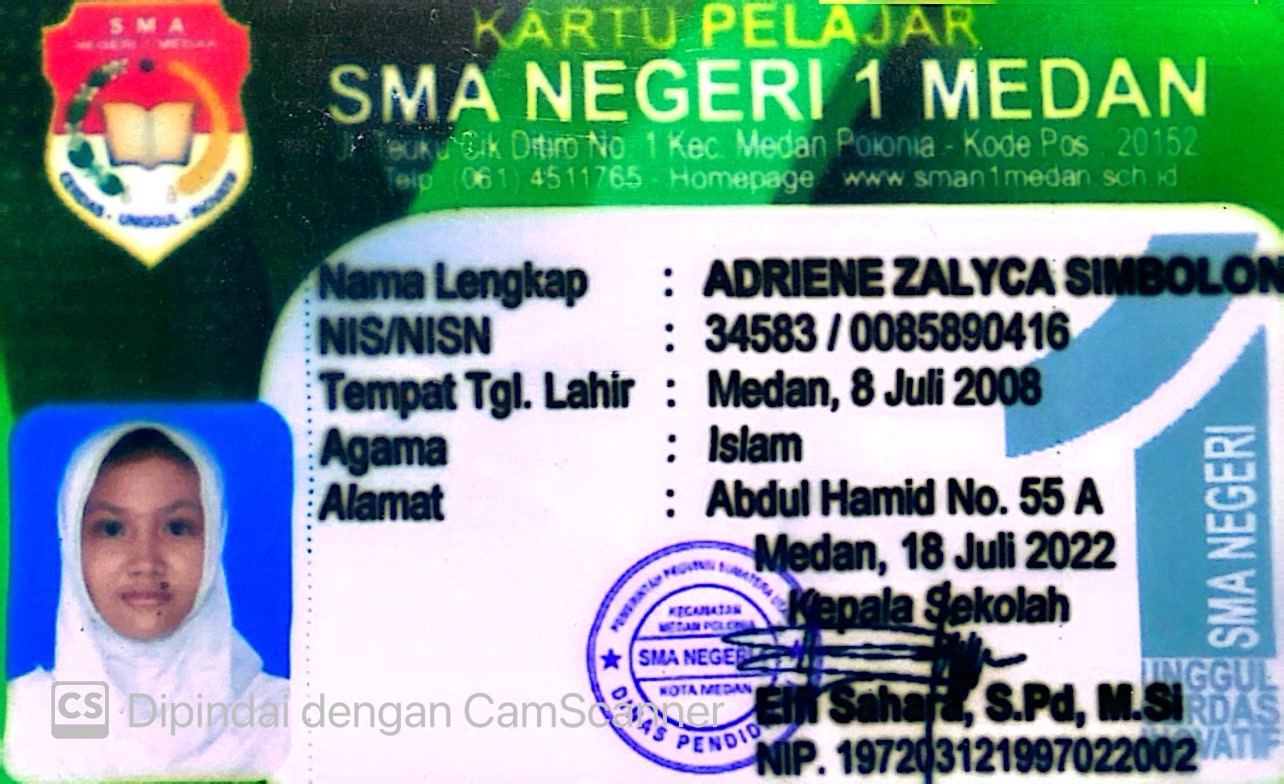 SMA
NEGERI 1 MEDAN
CERDAS - UNGGUL - INOVATIF
KARTU PELAJAR
SMA NEGERI 1 MEDAN
Jl. Teuku Cik Ditiro No. 1 Kec. Medan Polonia - Kode Pos 20152
Telp (061) 4511765 - Homepage www.sman1medan.sch.id
Nama Lengkap : ADRIENE ZALYCA SIMBOLON
NIS/NISN : 34583 / 0085890416
Tempat Tgl. Lahir : Medan, 8 Juli 2008
Agama : Islam
Alamat : Abdul Hamid No. 55 A
Medan, 18 Juli 2022
Kepala Sekolah
Sahara, S.Pd, M.Si
NIP. 197203121997022002
PEMERINTAH PROVINSI SUMATERA
KECAMATAN
MEDAN POLONIA
SMA NEGERI
KOTA MEDAN
DINAS PENDID
SMA NEGERI
1
UNGGUL
CERDAS
INOVATIF
CS Dipindai dengan CamScanner